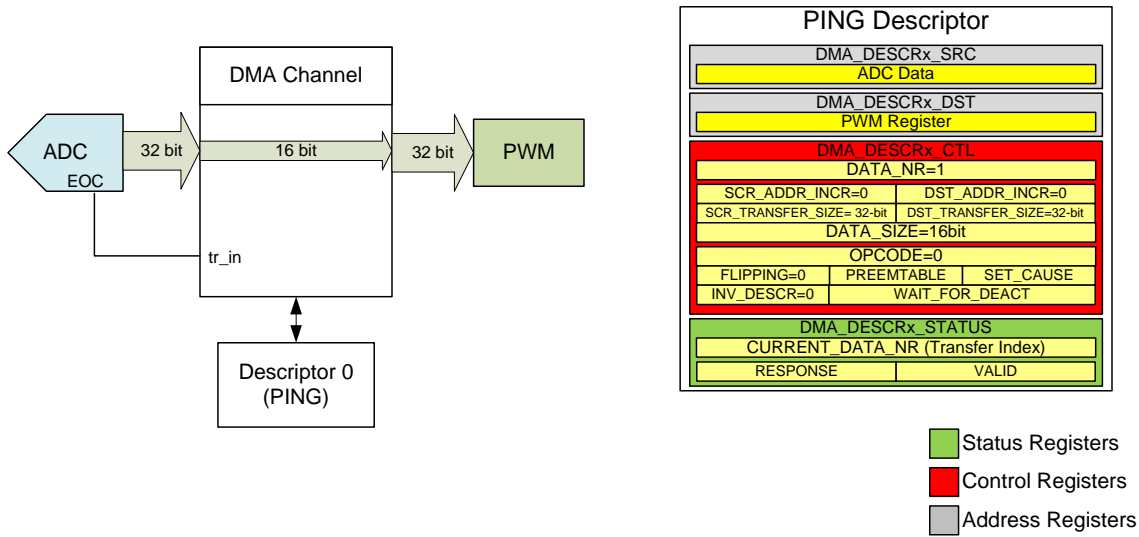 DMA Channel
ADC
EOC
32 bit
16 bit
32 bit
PWM
tr_in
Descriptor 0
(PING)
PING Descriptor
DMA_DESCRx_SRC
ADC Data
DMA_DESCRx_DST
PWM Register
DMA_DESCRx_CTL
DATA_NR=1
SCR_ADDR_INCR=0 DST_ADDR_INCR=0
SCR_TRANSFER_SIZE= 32-bit DST_TRANSFER_SIZE=32-bit
DATA_SIZE=16bit
OPCODE=0
FLIPPING=0 PREEMTABLE SET_CAUSE
INV_DESCR=0 WAIT_FOR_DEACT
DMA_DESCRx_STATUS
CURRENT_DATA_NR (Transfer Index)
RESPONSE VALID
Status Registers
Control Registers
Address Registers